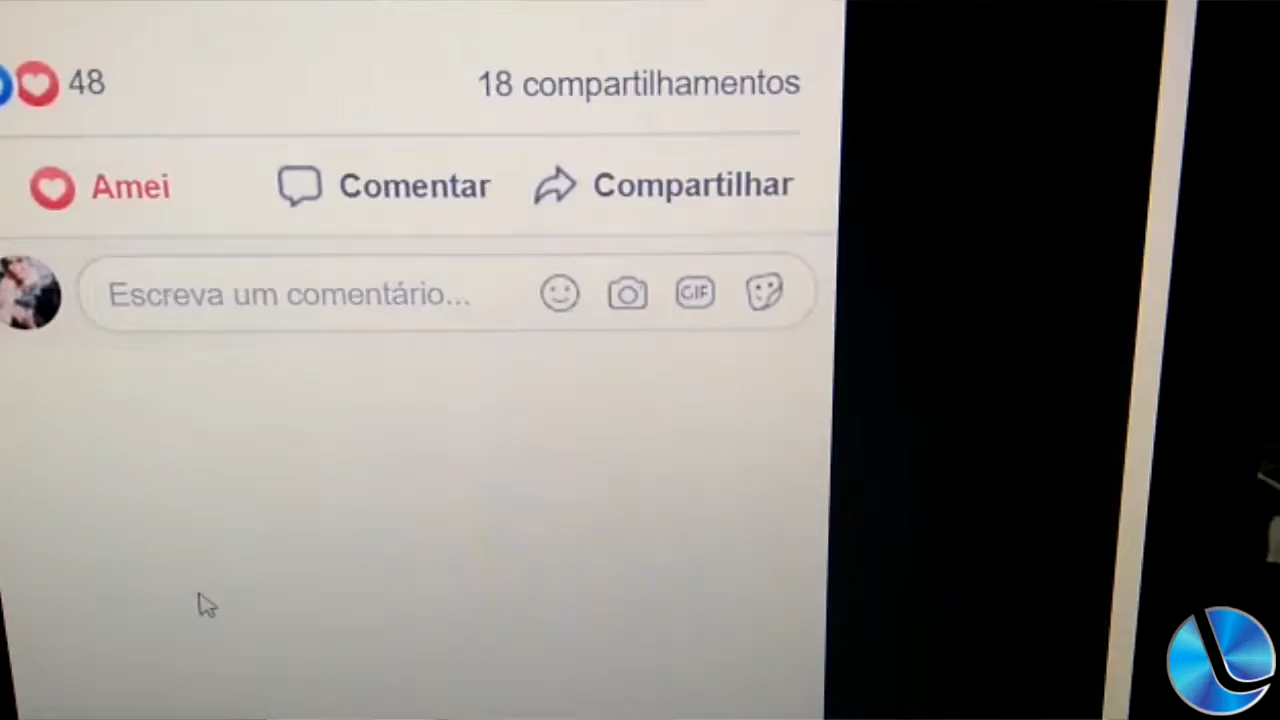 48
18 compartilhamentos
Amei
Comentar
Compartilhar
Escreva um comentário...
GIF